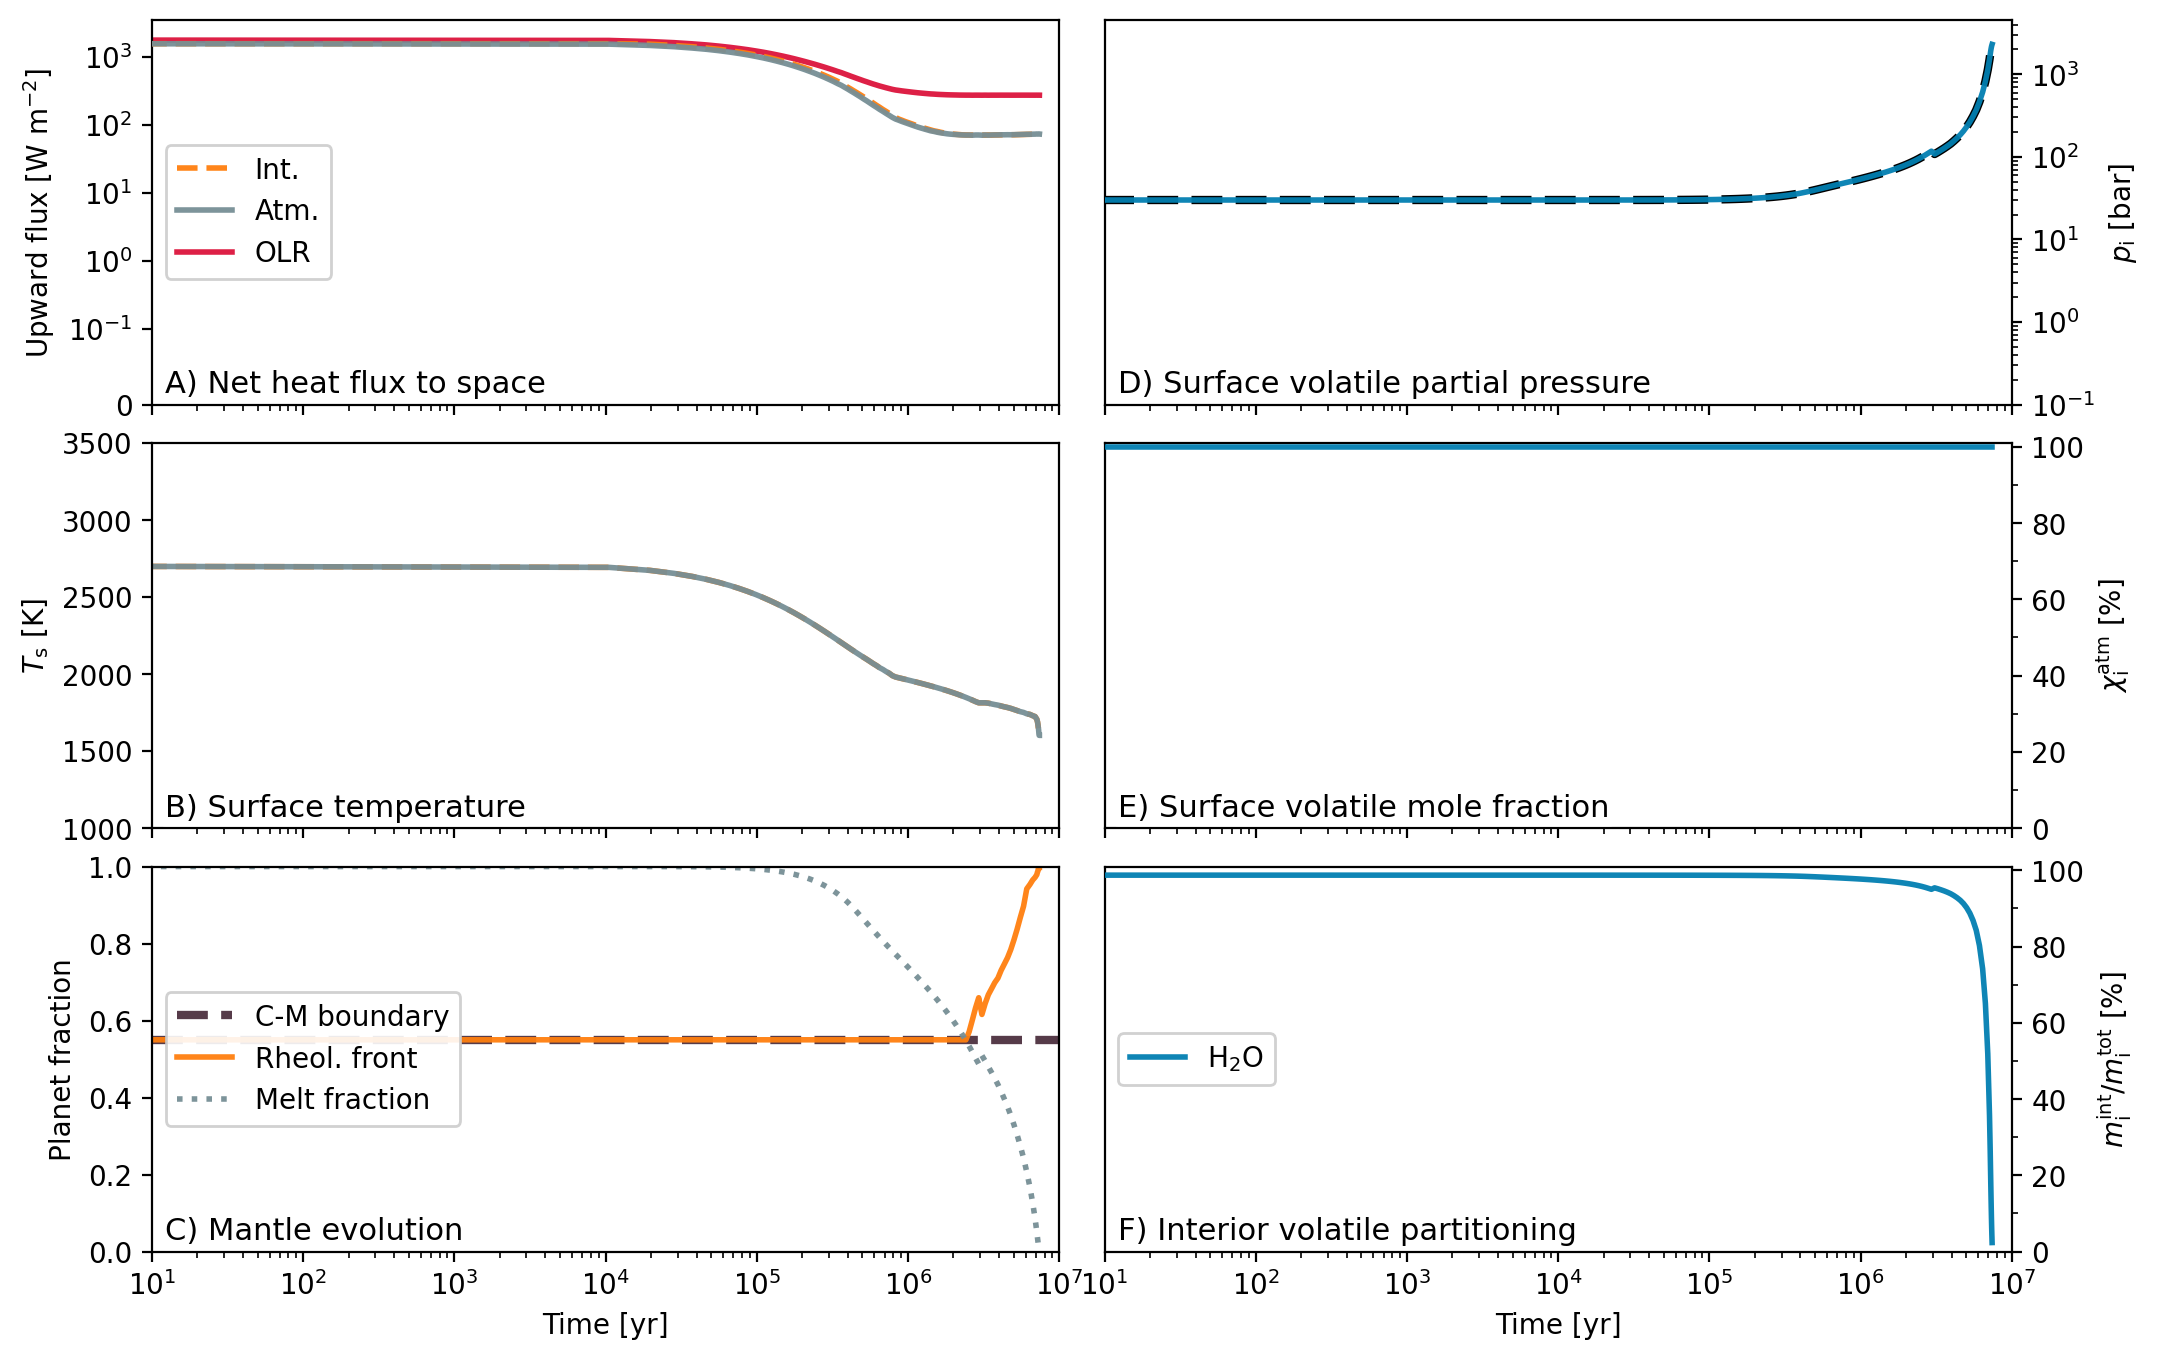 Upward flux [W m⁻²]
10³
10²
10¹
10⁰
10⁻¹
0
Int.
Atm.
OLR
A) Net heat flux to space
D) Surface volatile partial pressure
10³
10²
10¹
10⁰
10⁻¹
pᵢ [bar]
Tₛ [K]
3500
3000
2500
2000
1500
1000
B) Surface temperature
E) Surface volatile mole fraction
100
80
60
40
20
0
χᵢᵃᵗᵐ [%]
Planet fraction
1.0
0.8
0.6
0.4
0.2
0.0
C-M boundary
Rheol. front
Melt fraction
C) Mantle evolution
10¹ 10² 10³ 10⁴ 10⁵ 10⁶ 10⁷
Time [yr]
H₂O
F) Interior volatile partitioning
100
80
60
40
20
0
mᵢⁱⁿᵗ/mᵢᵗᵒᵗ [%]
10¹ 10² 10³ 10⁴ 10⁵ 10⁶ 10⁷
Time [yr]